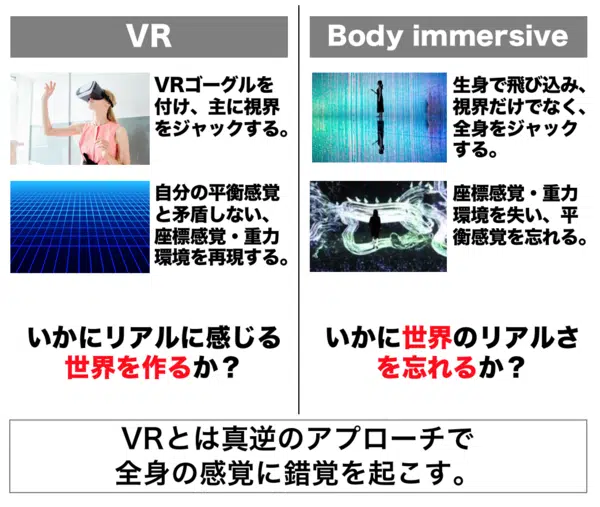 VR
VRゴーグルを
付け、主に視界
をジャックする。
自分の平衡感覚
と矛盾しない、
座標感覚・重力
環境を再現する。
いかにリアルに感じる
世界を作るか？
Body immersive
生身で飛び込み、
視界だけでなく、
全身をジャック
する。
座標感覚・重力
環境を失い、平
衡感覚を忘れる。
いかに世界のリアルさ
を忘れるか？
VRとは真逆のアプローチで
全身の感覚に錯覚を起こす。